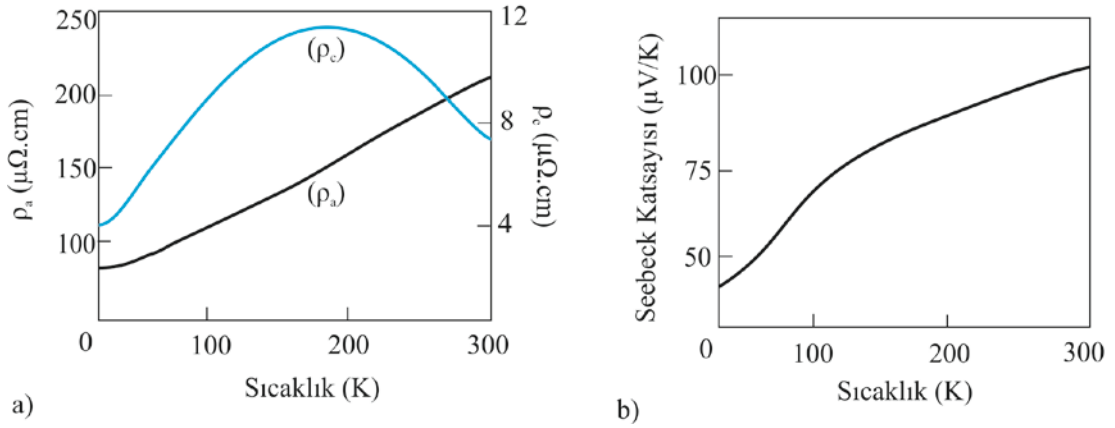 250
200
150
100
ρa (μΩ.cm)
(ρc)
(ρa)
12
8
4
ρc (μΩ.cm)
0
100
200
300
Sıcaklık (K)
a)
Seebeck Katsayısı (μV/K)
100
75
50
0
100
200
300
Sıcaklık (K)
b)